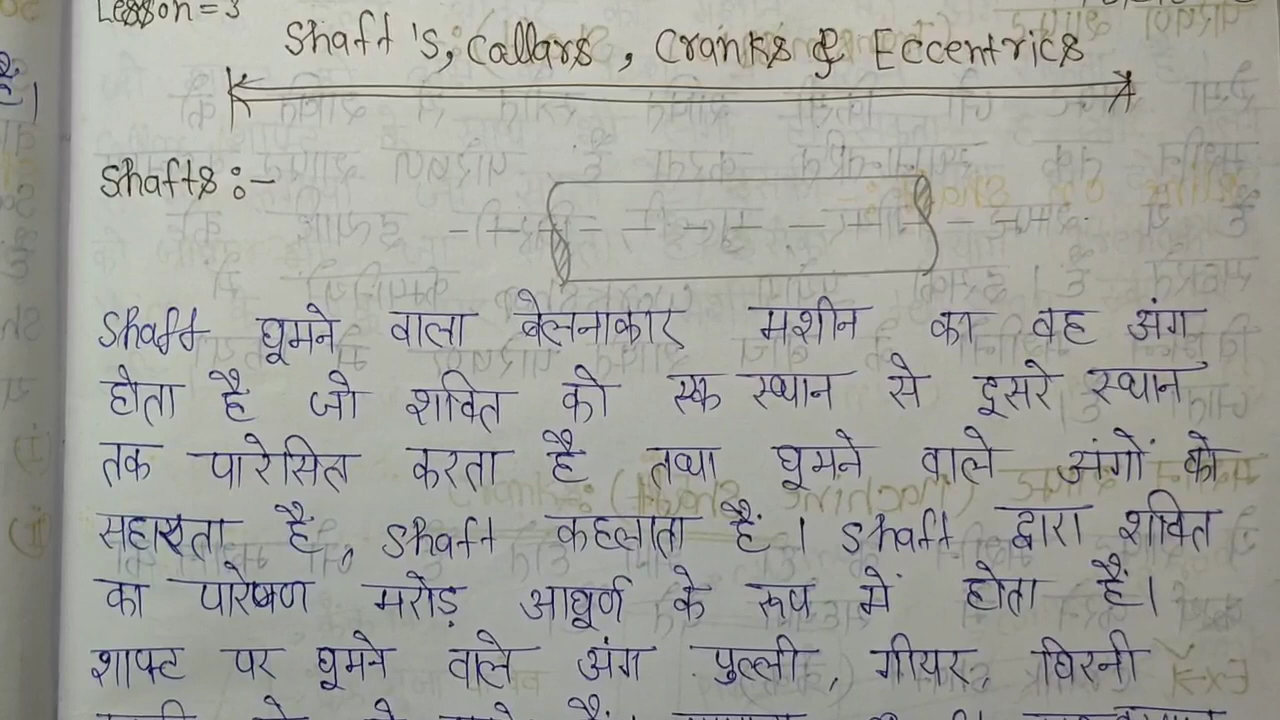 Lesson = 3
Shaft's, Callars, Cranks & Eccentrics
Shafts :-
Shaft घूमने वाला बेलनाकार मशीन का वह अंग
होता है जो शक्ति को एक स्थान से दूसरे स्थान
तक पारेसित करता है तथा घूमने वाले अंगों को
सहारता है, Shaft कहलाता हैं। Shaft द्वारा शक्ति
का पारेषण मरोड़ आघूर्ण के रूप में होता हैं।
शाफ्ट पर घूमने वाले अंग पुल्ली, गीयर, घिरनी